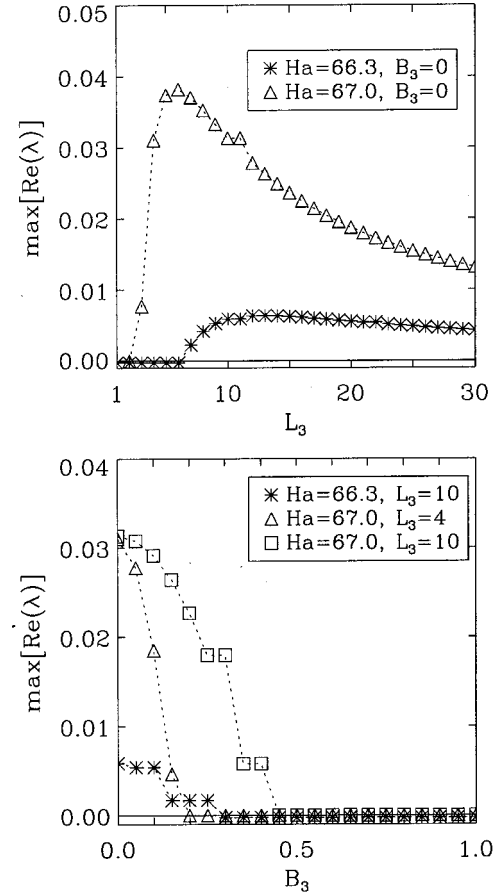 0.05
0.04
0.03
0.02
0.01
0.00
max[Re(λ)]
Ha=66.3, B₃=0
Ha=67.0, B₃=0
1 10 20 30
L₃
0.04
0.03
0.02
0.01
0.00
max[Re(λ)]
Ha=66.3, L₃=10
Ha=67.0, L₃=4
Ha=67.0, L₃=10
0.0 0.5 1.0
B₃